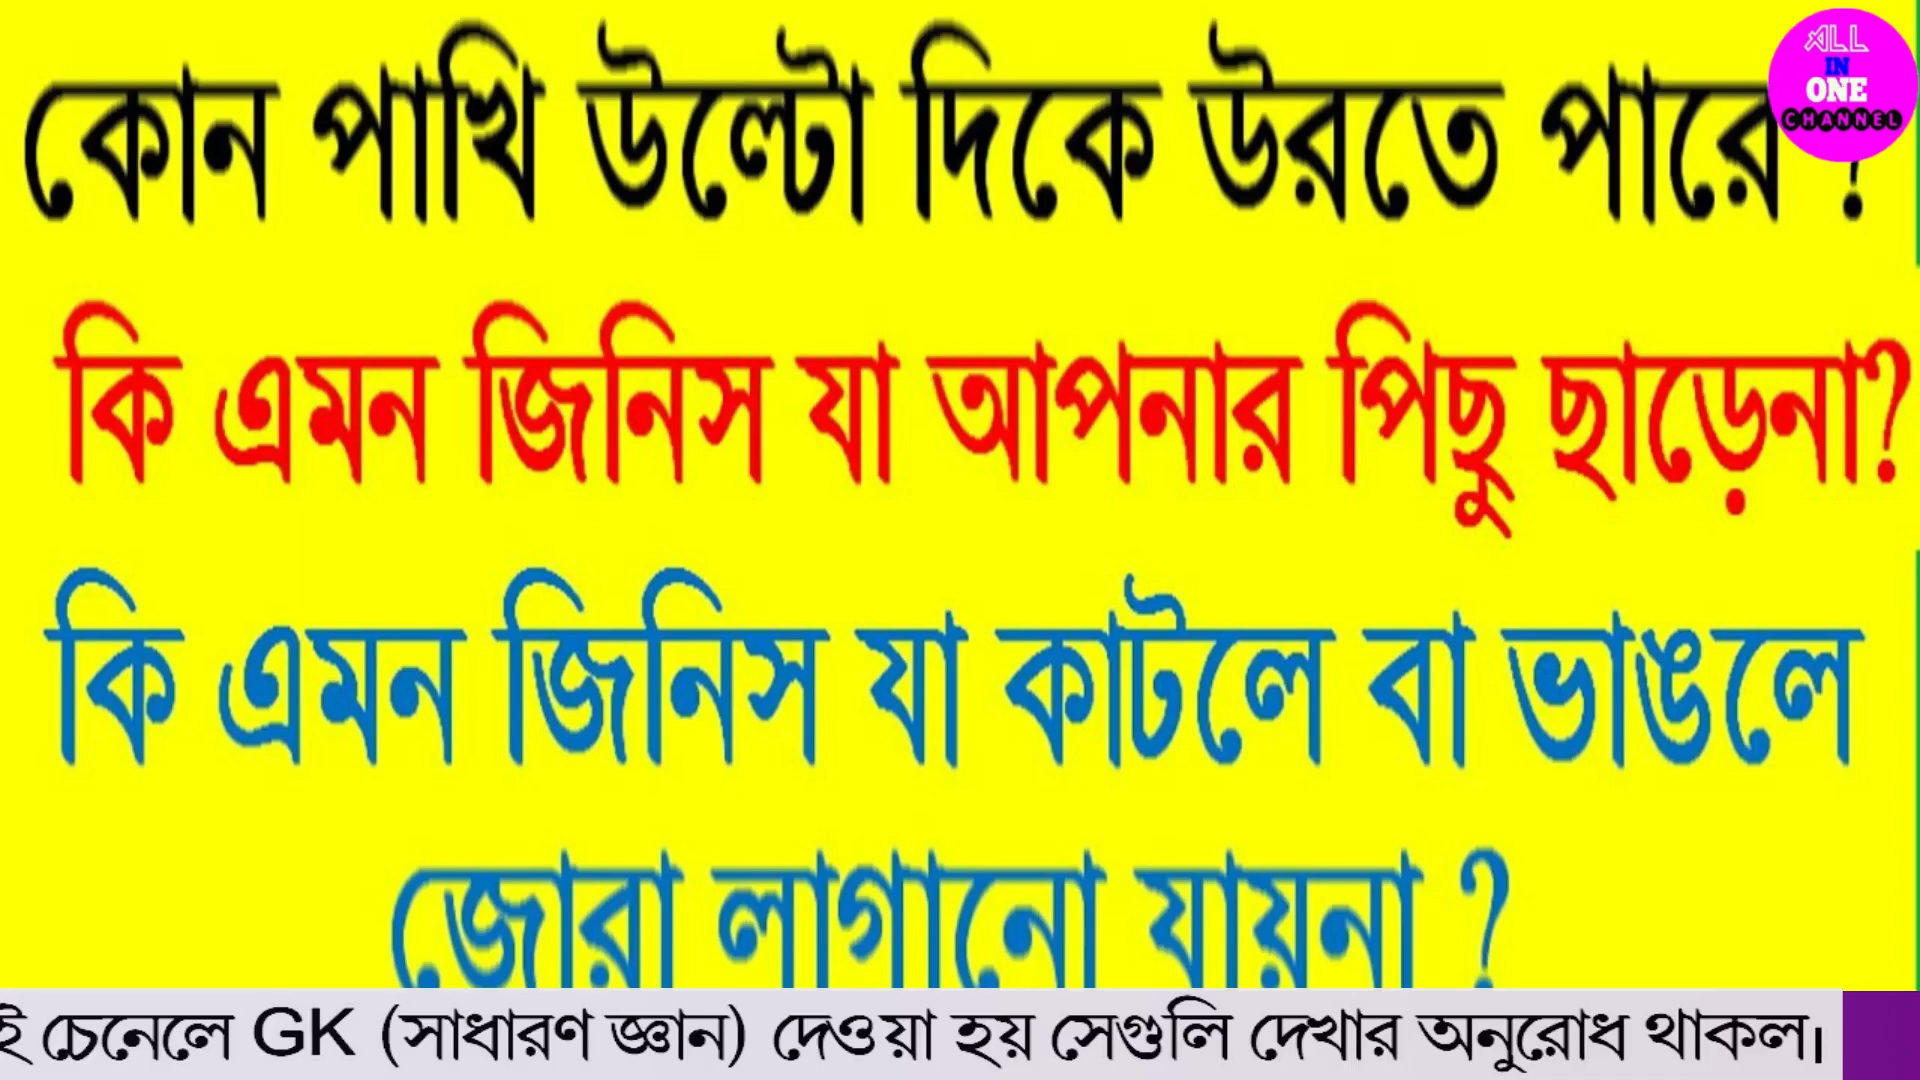 কোন পাখি উল্টো দিকে উরতে পারে ?
ALL
IN
ONE
CHANNEL
কি এমন জিনিস যা আপনার পিছু ছাড়েনা?
কি এমন জিনিস যা কাটলে বা ভাঙলে
জোরা লাগানো যায়না ?
ই চেনেলে GK (সাধারণ জ্ঞান) দেওয়া হয় সেগুলি দেখার অনুরোধ থাকল।